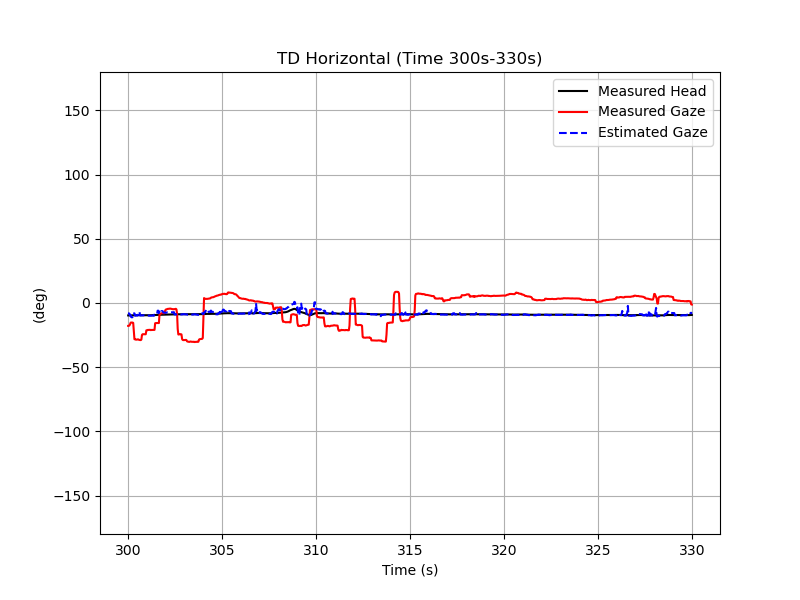 TD Horizontal (Time 300s-330s)
Measured Head
Measured Gaze
Estimated Gaze
150
100
50
0
−50
−100
−150
(deg)
300 305 310 315 320 325 330
Time (s)